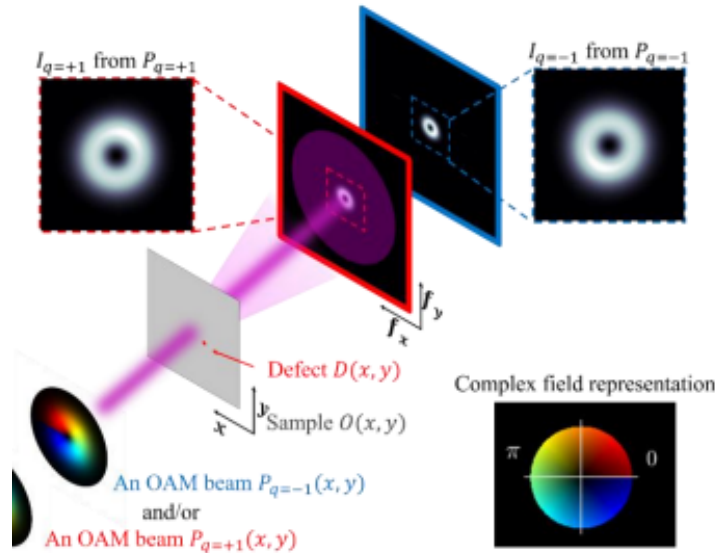 I_{q=+1} from P_{q=+1}
I_{q=−1} from P_{q=−1}
f_y
f_x
Defect D(x, y)
Complex field representation
y
x
Sample O(x, y)
π
0
An OAM beam P_{q=−1}(x, y)
and/or
An OAM beam P_{q=+1}(x, y)